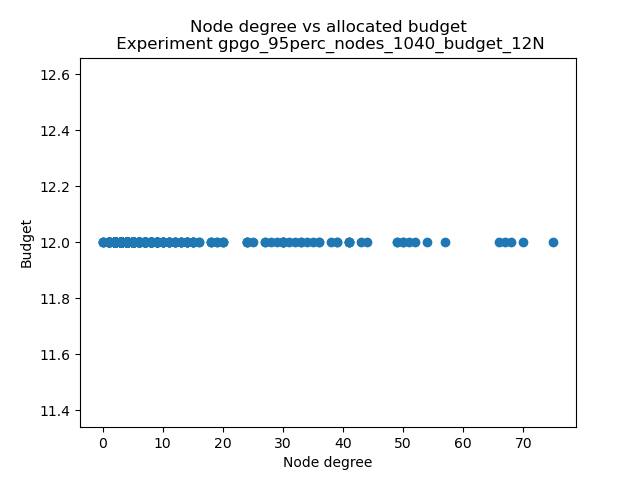 Node degree vs allocated budget
Experiment gpgo_95perc_nodes_1040_budget_12N
12.6
12.4
12.2
12.0
11.8
11.6
11.4
Budget
0 10 20 30 40 50 60 70
Node degree